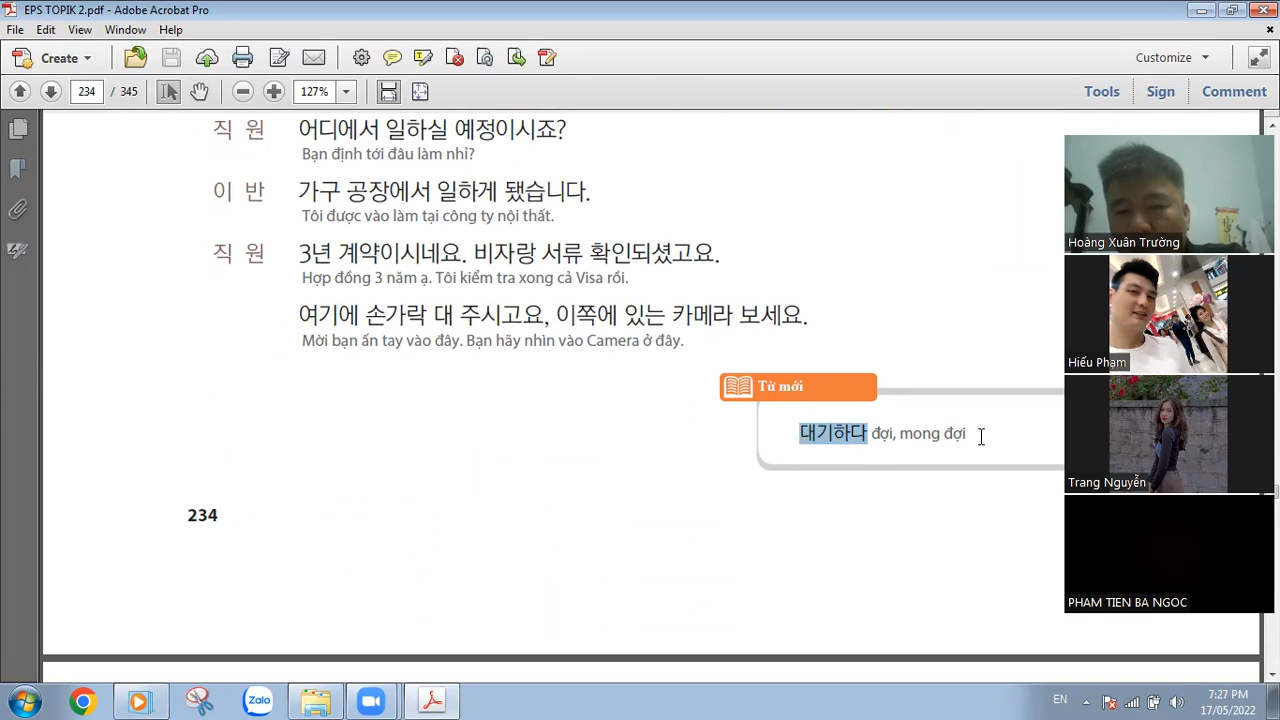 EPS TOPIK 2.pdf - Adobe Acrobat Pro
File Edit View Window Help
Create
Customize
234 / 345
127%
Tools Sign Comment
직 원 어디에서 일하실 예정이시죠?
Bạn định tới đâu làm nhỉ?
이 반 가구 공장에서 일하게 됐습니다.
Tôi được vào làm tại công ty nội thất.
직 원 3년 계약이시네요. 비자랑 서류 확인되셨고요.
Hợp đồng 3 năm ạ. Tôi kiểm tra xong cả Visa rồi.
여기에 손가락 대 주시고요, 이쪽에 있는 카메라 보세요.
Mời bạn ấn tay vào đây. Bạn hãy nhìn vào Camera ở đây.
Từ mới
대기하다 đợi, mong đợi
234
Hoàng Xuân Trường
Hiếu Phạm
Trang Nguyễn
PHAM TIEN BA NGOC
Zalo
EN
7:27 PM
17/05/2022